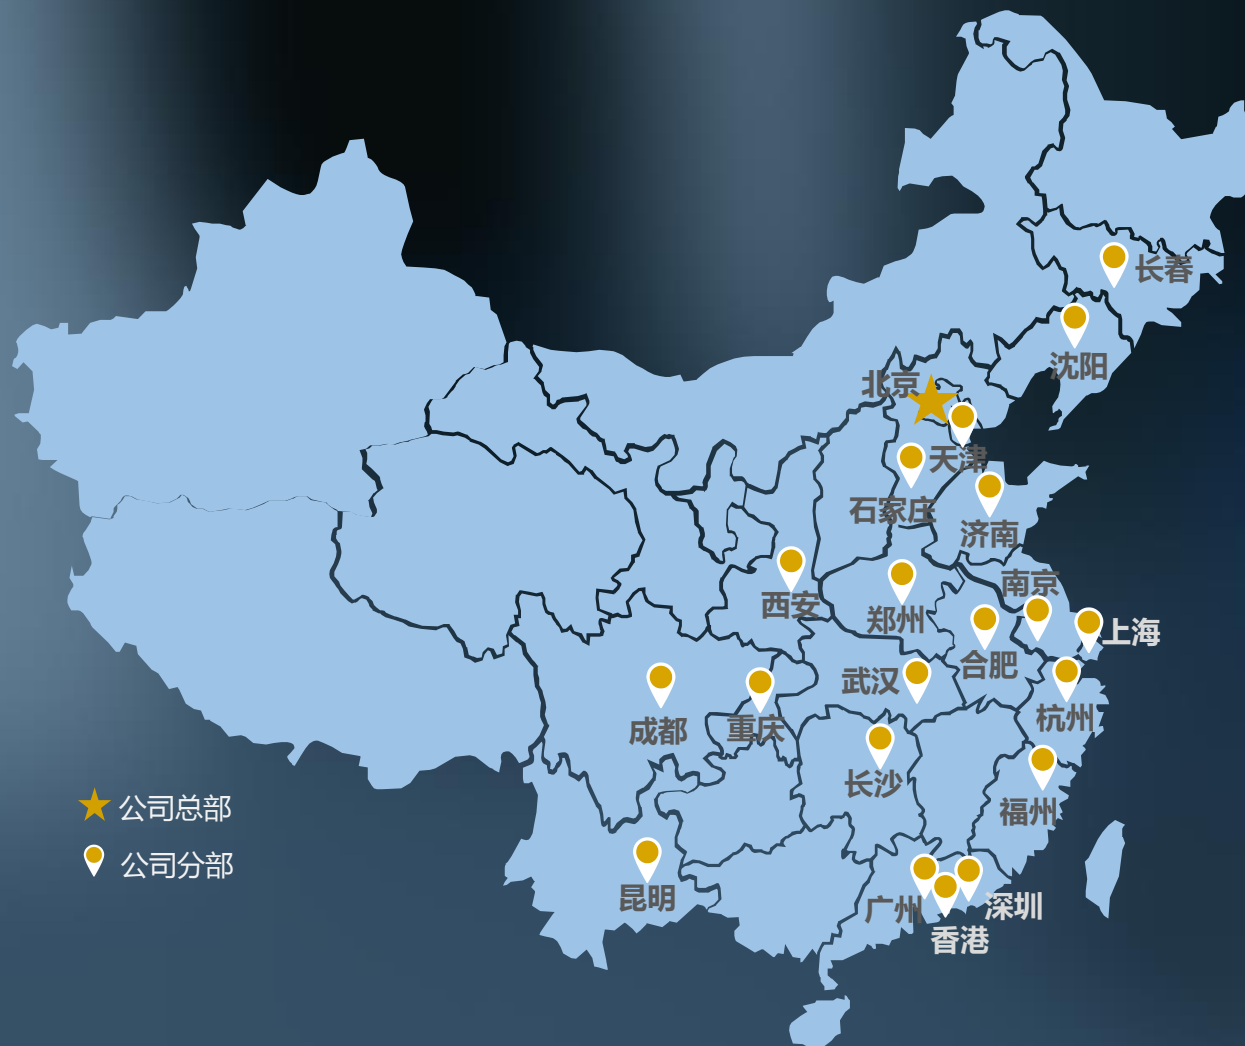 长春
沈阳
北京
天津
石家庄
济南
南京
西安
郑州
上海
合肥
武汉
杭州
成都
重庆
长沙
福州
公司总部
公司分部
昆明
广州
深圳
香港